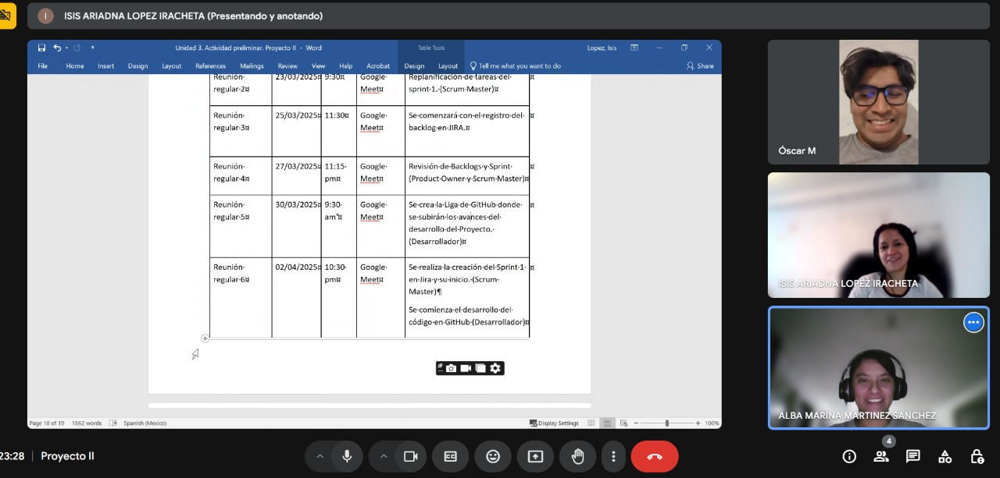 I ISIS ARIADNA LOPEZ IRACHETA (Presentando y anotando)
Unidad 3. Actividad preliminar. Proyecto II - Word
Table Tools
Lopez, Isis
File Home Insert Design Layout References Mailings Review View Help Acrobat Design Layout Tell me what you want to do Share
Reunión·
regular·2¤
23/03/2025¤
9:30¤
Google·
Meet¤
Replanificación·de·tareas·del·
sprint·1.·(Scrum·Master)¤
Reunión·
regular·3¤
25/03/2025¤
11:30¤
Google·
Meet¤
Se·comenzará·con·el·registro·del·
backlog·en·JIRA.¤
Reunión·
regular·4¤
27/03/2025¤
11:15·
pm¤
Google·
Meet¤
Revisión·de·Backlogs·y·Sprint·
(Product·Owner·y·Scrum·Master)¤
Reunión·
regular·5¤
30/03/2025¤
9:30·
am°¤
Google·
Meet¤
Se·crea·la·Liga·de·GitHub·donde·
se·subirán·los·avances·del·
desarrollo·del·Proyecto.·
(Desarrollador)¤
Reunión·
regular·6¤
02/04/2025¤
10:30·
pm¤
Google·
Meet¤
Se·realiza·la·creación·del·Sprint·1·
en·Jira·y·su·inicio.·(Scrum·
Master)¶
Se·comienza·el·desarrollo·del·
código·en·GitHub·(Desarrollador)¤
Page 18 of 19 1862 words Spanish (Mexico) Display Settings 100%
Óscar M
ISIS ARIADNA LOPEZ IRACHETA
ALBA MARINA MARTINEZ SANCHEZ
23:28 | Proyecto II
CC
4